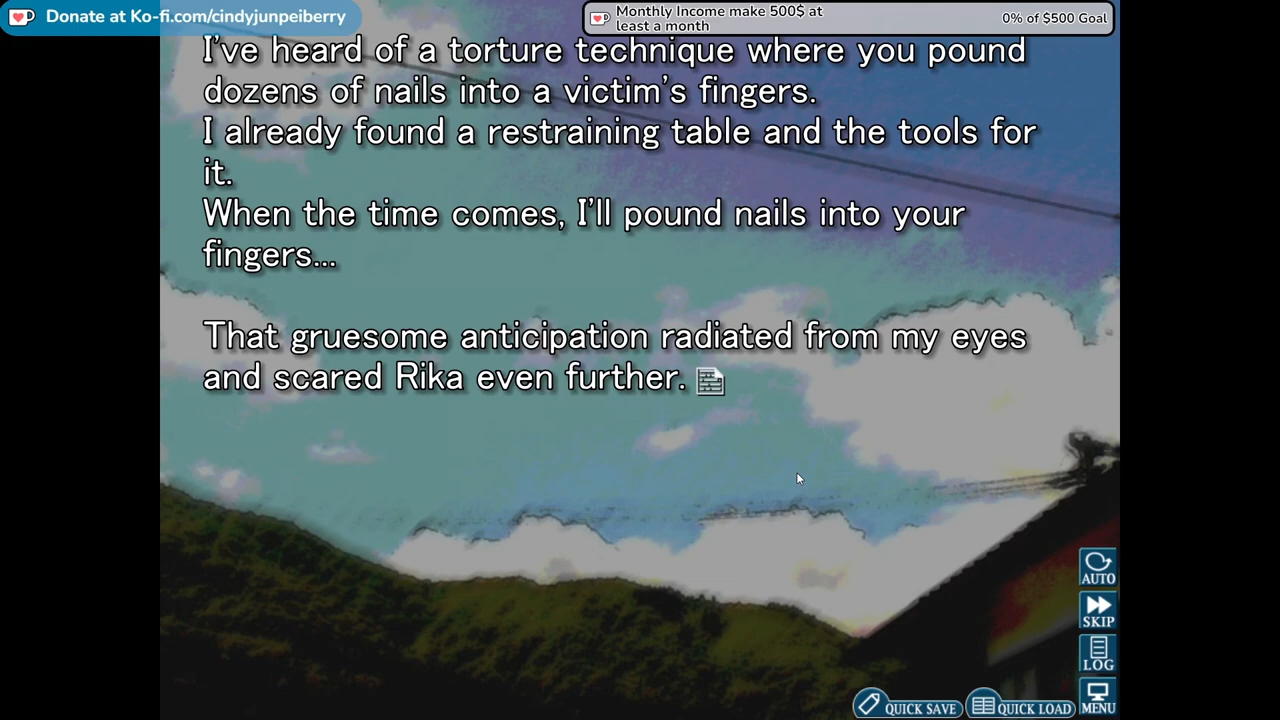 Donate at Ko-fi.com/cindyjunpeiberry
Monthly Income make 500$ at
least a month
0% of $500 Goal
I've heard of a torture technique where you pound
dozens of nails into a victim's fingers.
I already found a restraining table and the tools for
it.
When the time comes, I'll pound nails into your
fingers...
That gruesome anticipation radiated from my eyes
and scared Rika even further.
AUTO
SKIP
LOG
MENU
QUICK SAVE
QUICK LOAD